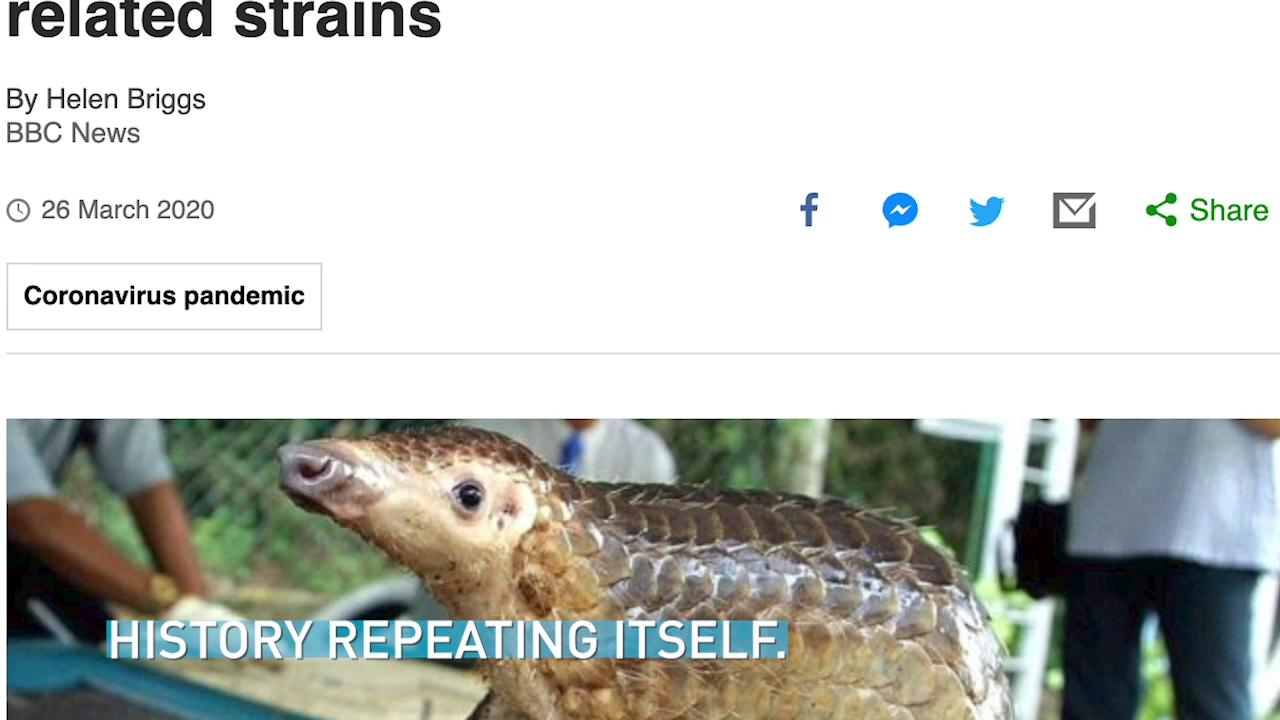 related strains
By Helen Briggs
BBC News
26 March 2020
Share
Coronavirus pandemic
HISTORY REPEATING ITSELF.